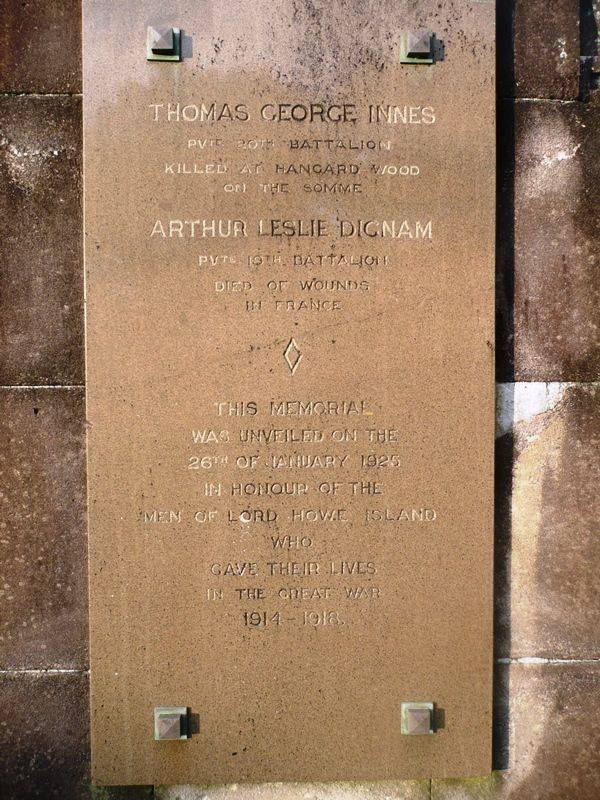 THOMAS GEORGE INNES
PVTE 20TH BATTALION
KILLED AT HANGARD WOOD
ON THE SOMME
ARTHUR LESLIE DIGNAM
PVTE 19TH BATTALION
DIED OF WOUNDS
IN FRANCE
THIS MEMORIAL
WAS UNVEILED ON THE
26TH OF JANUARY 1925
IN HONOUR OF THE
MEN OF LORD HOWE ISLAND
WHO
GAVE THEIR LIVES
IN THE GREAT WAR
1914-1918.